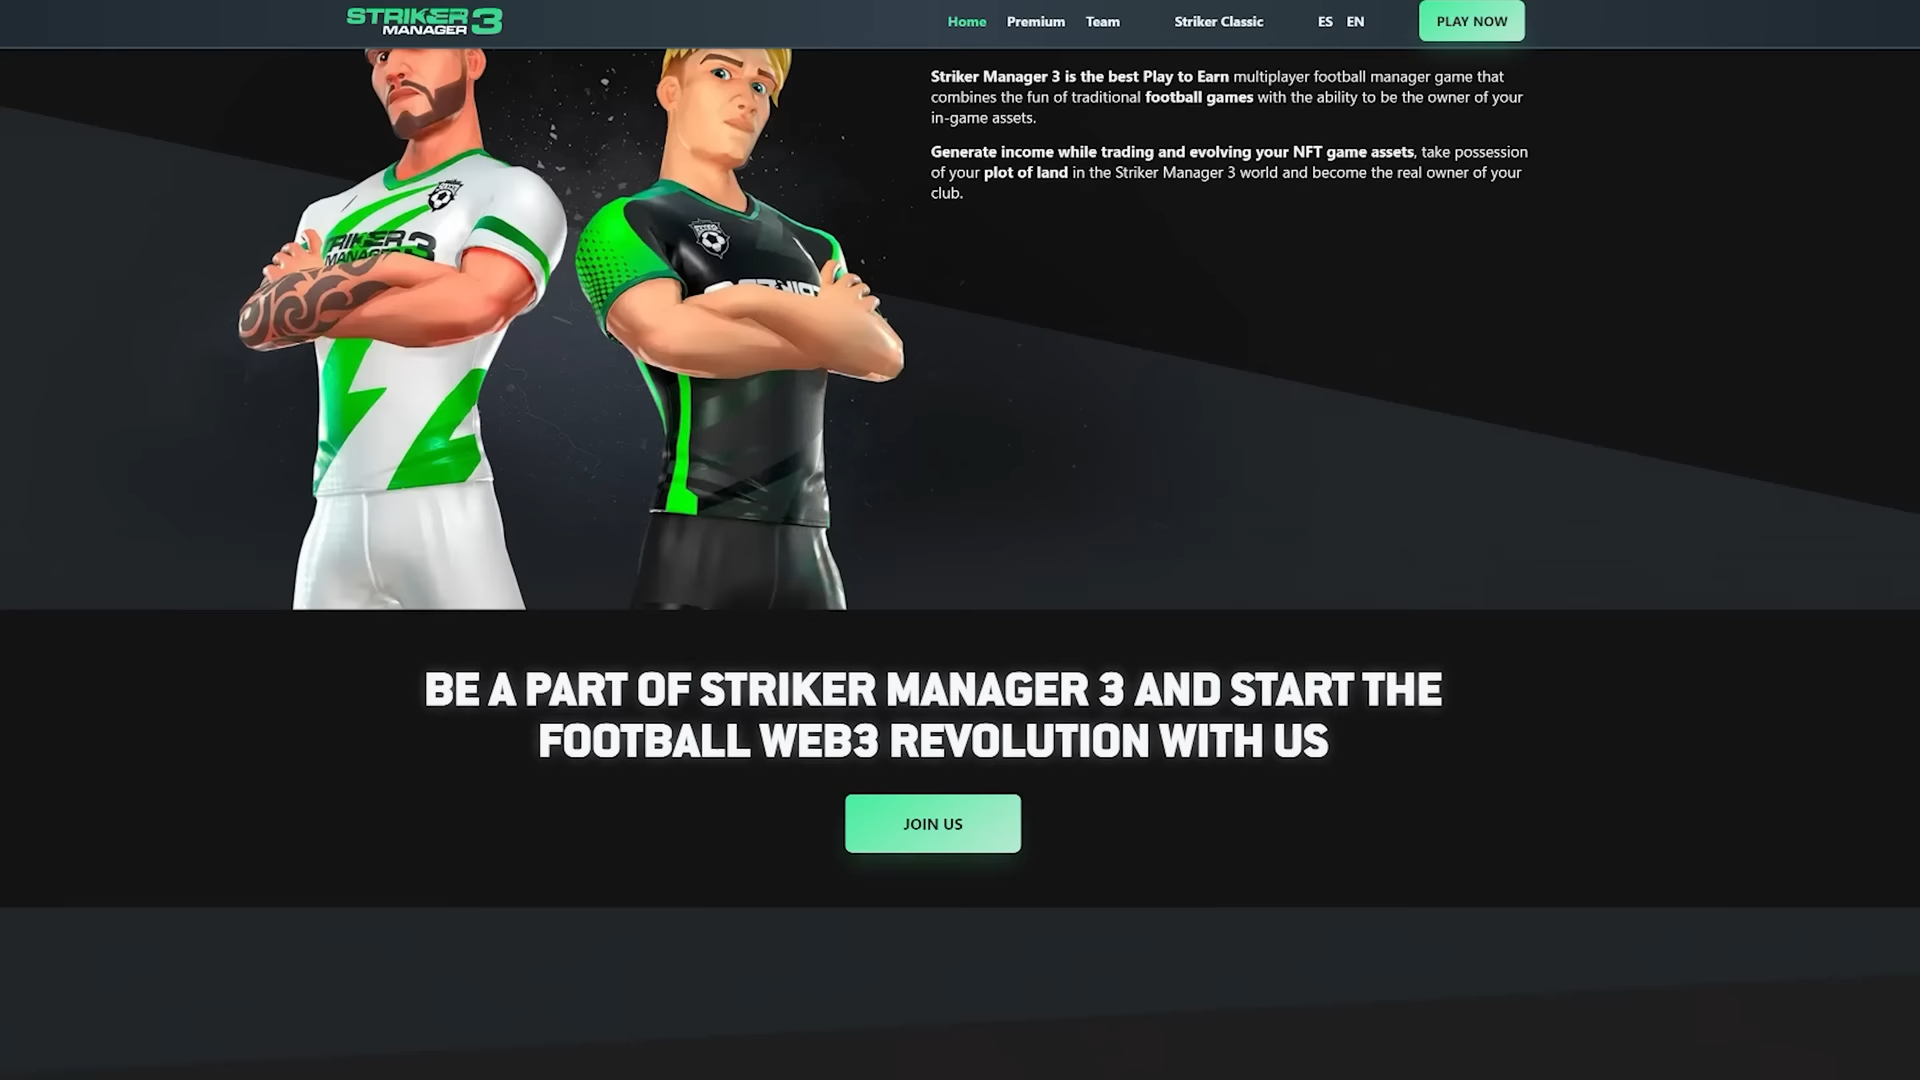 STRIKER
MANAGER 3
Home Premium Team Striker Classic ES EN PLAY NOW
Striker Manager 3 is the best Play to Earn multiplayer football manager game that
combines the fun of traditional football games with the ability to be the owner of your
in-game assets.
Generate income while trading and evolving your NFT game assets, take possession
of your plot of land in the Striker Manager 3 world and become the real owner of your
club.
BE A PART OF STRIKER MANAGER 3 AND START THE
FOOTBALL WEB3 REVOLUTION WITH US
JOIN US